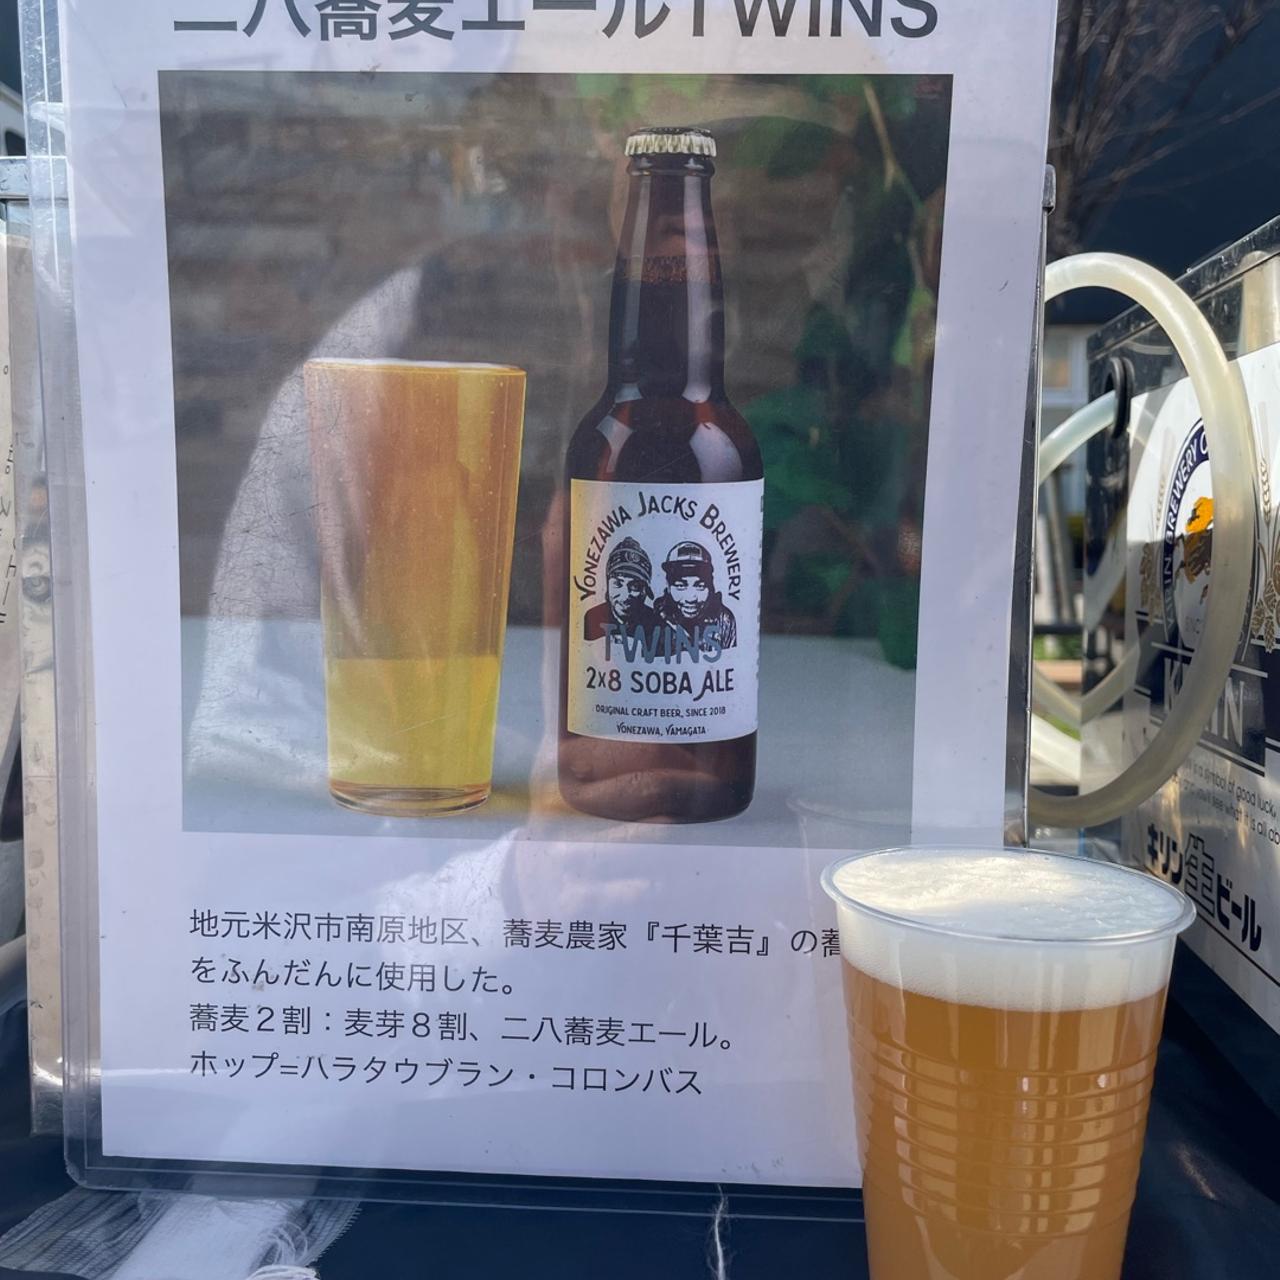 二八蕎麦エールTWINS
YONEZAWA JACKS BREWERY
TWINS
2x8 SOBA ALE
ORIGINAL CRAFT BEER, SINCE 2018
YONEZAWA, YAMAGATA
地元米沢市南原地区、蕎麦農家『千葉吉』の蕎
をふんだんに使用した。
蕎麦２割：麦芽８割、二八蕎麦エール。
ホップ=ハラタウブラン・コロンバス
BREWERY
キリン生ビール